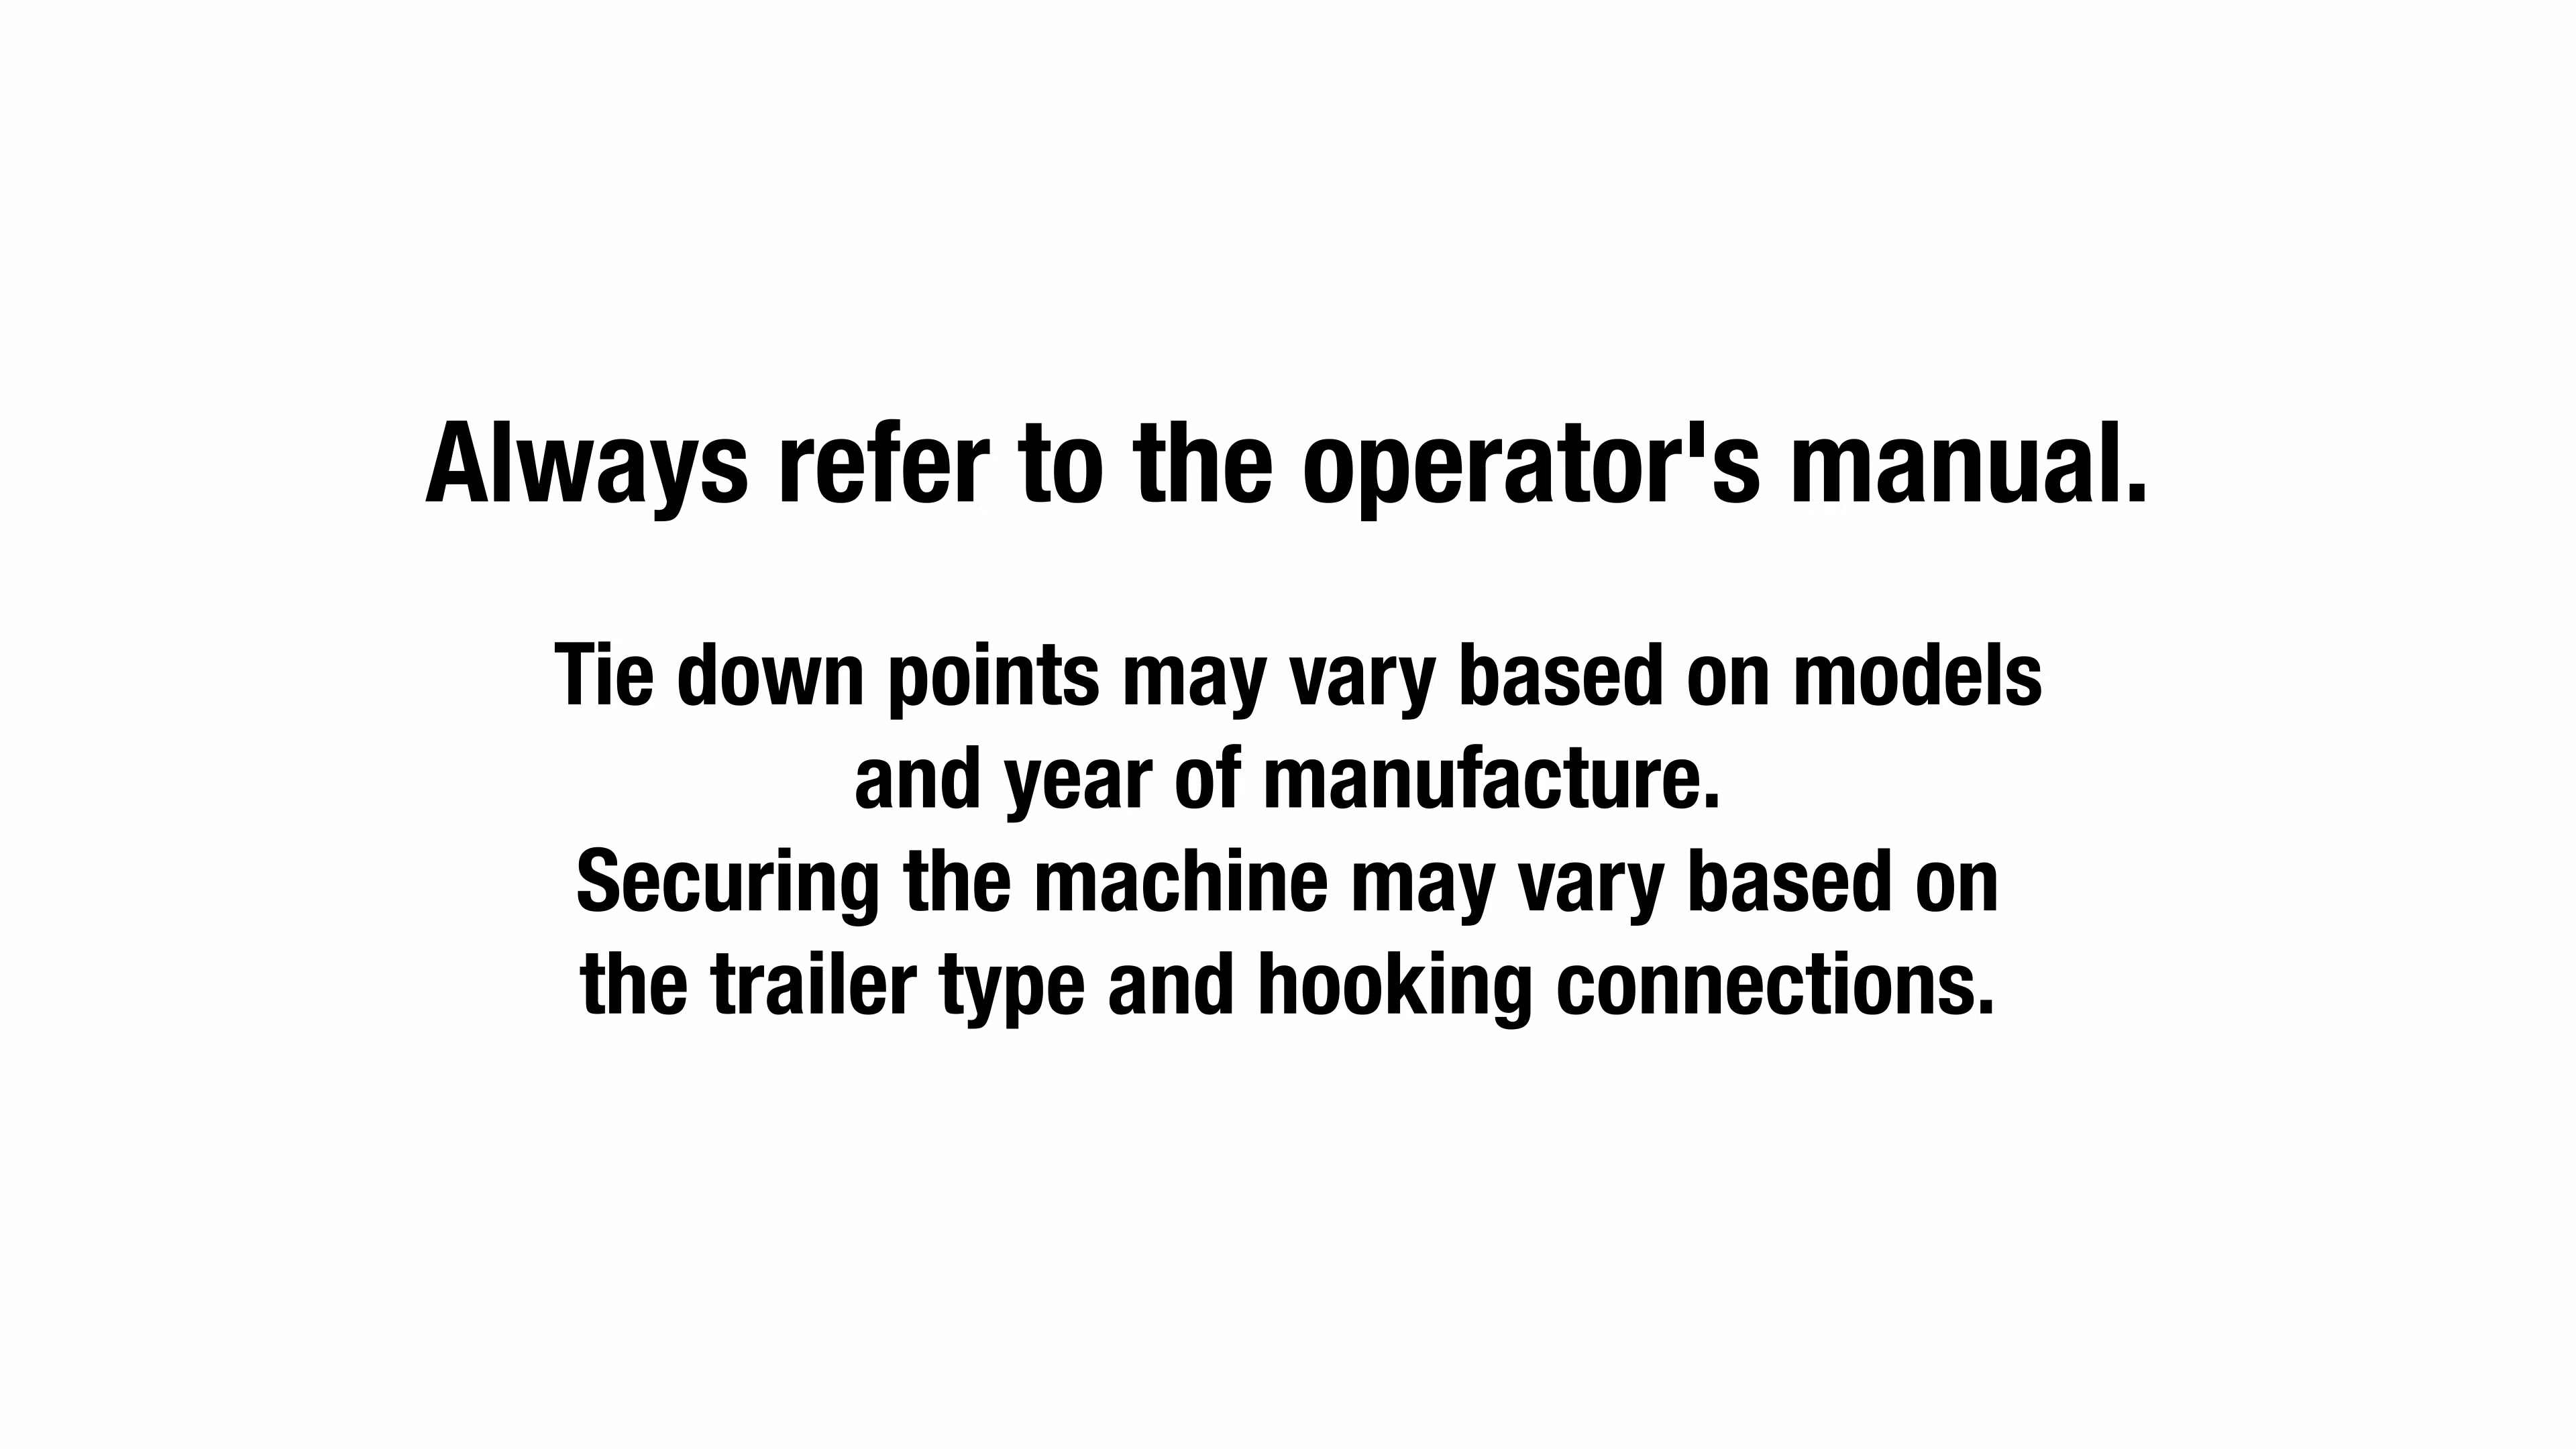 Always refer to the operator's manual.
Tie down points may vary based on models
and year of manufacture.
Securing the machine may vary based on
the trailer type and hooking connections.